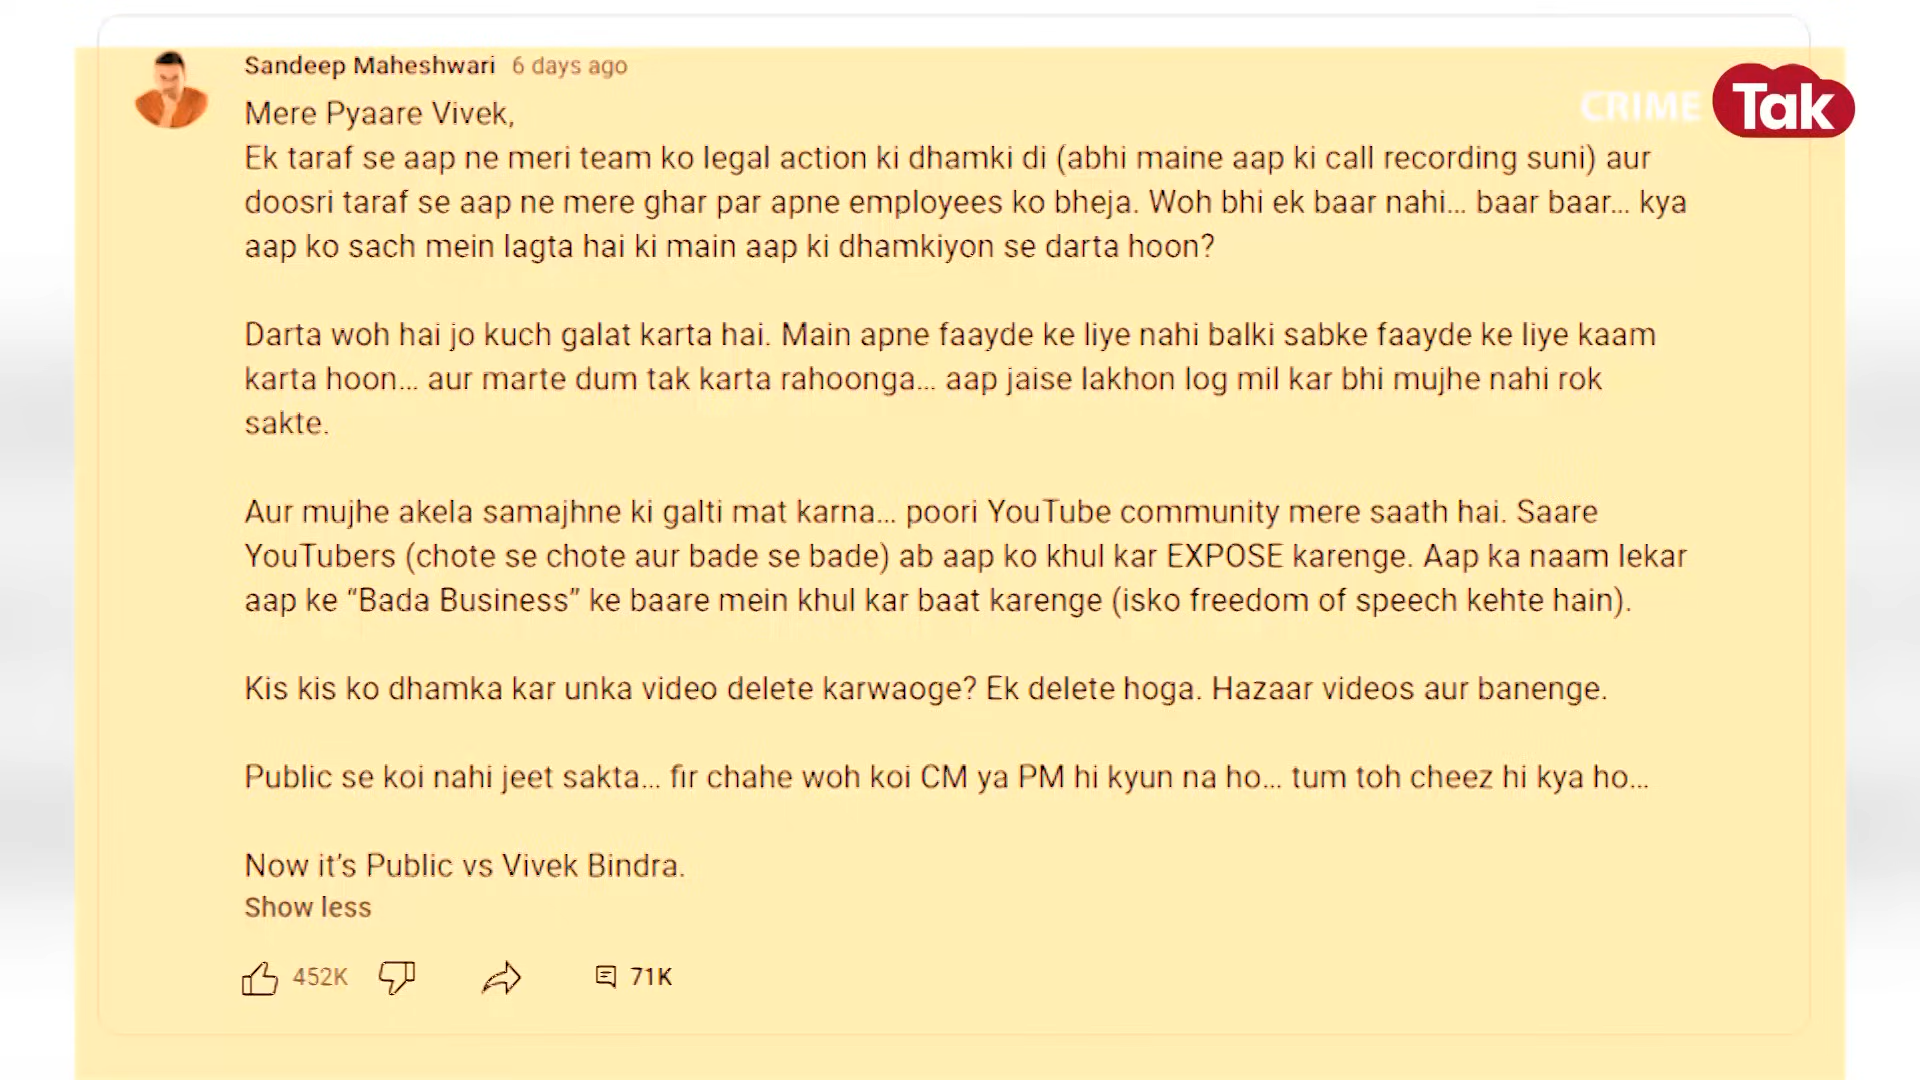 Sandeep Maheshwari 6 days ago
CRIME Tak
Mere Pyaare Vivek,
Ek taraf se aap ne meri team ko legal action ki dhamki di (abhi maine aap ki call recording suni) aur
doosri taraf se aap ne mere ghar par apne employees ko bheja. Woh bhi ek baar nahi... baar baar... kya
aap ko sach mein lagta hai ki main aap ki dhamkiyon se darta hoon?
Darta woh hai jo kuch galat karta hai. Main apne faayde ke liye nahi balki sabke faayde ke liye kaam
karta hoon... aur marte dum tak karta rahoonga... aap jaise lakhon log mil kar bhi mujhe nahi rok
sakte.
Aur mujhe akela samajhne ki galti mat karna... poori YouTube community mere saath hai. Saare
YouTubers (chote se chote aur bade se bade) ab aap ko khul kar EXPOSE karenge. Aap ka naam lekar
aap ke “Bada Business” ke baare mein khul kar baat karenge (isko freedom of speech kehte hain).
Kis kis ko dhamka kar unka video delete karwaoge? Ek delete hoga. Hazaar videos aur banenge.
Public se koi nahi jeet sakta... fir chahe woh koi CM ya PM hi kyun na ho... tum toh cheez hi kya ho...
Now it’s Public vs Vivek Bindra.
Show less
452K 71K